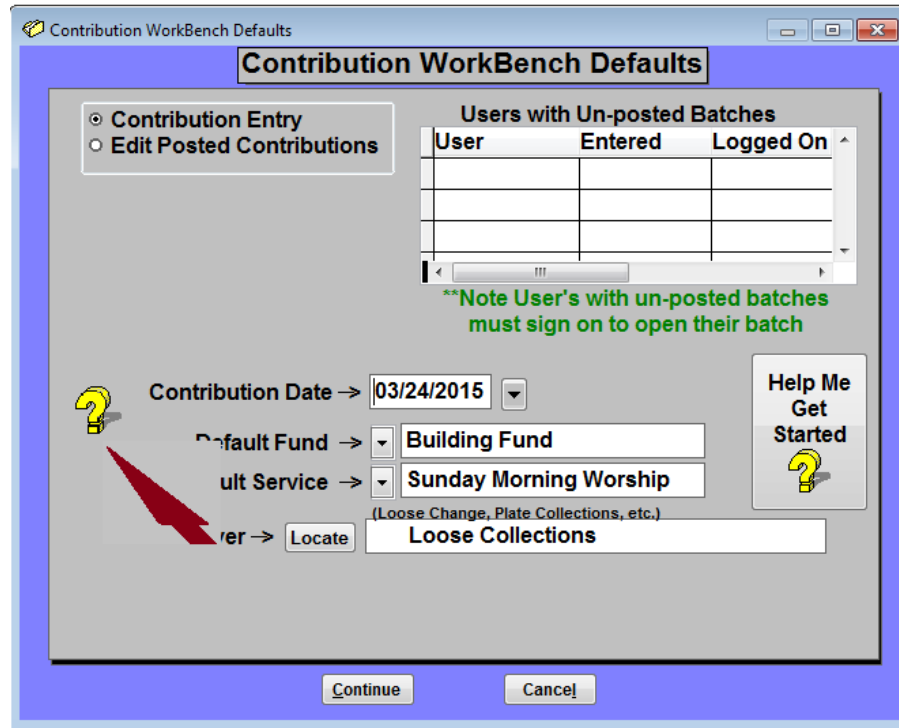 Contribution WorkBench Defaults
Contribution WorkBench Defaults
Contribution Entry
Edit Posted Contributions
Users with Un-posted Batches
User Entered Logged On
**Note User's with un-posted batches
must sign on to open their batch
Contribution Date -> 03/24/2015
Fund -> Building Fund
Service -> Sunday Morning Worship
(Loose Change, Plate Collections, etc.)
-> Locate Loose Collections
Help Me
Get
Started
Continue Cancel